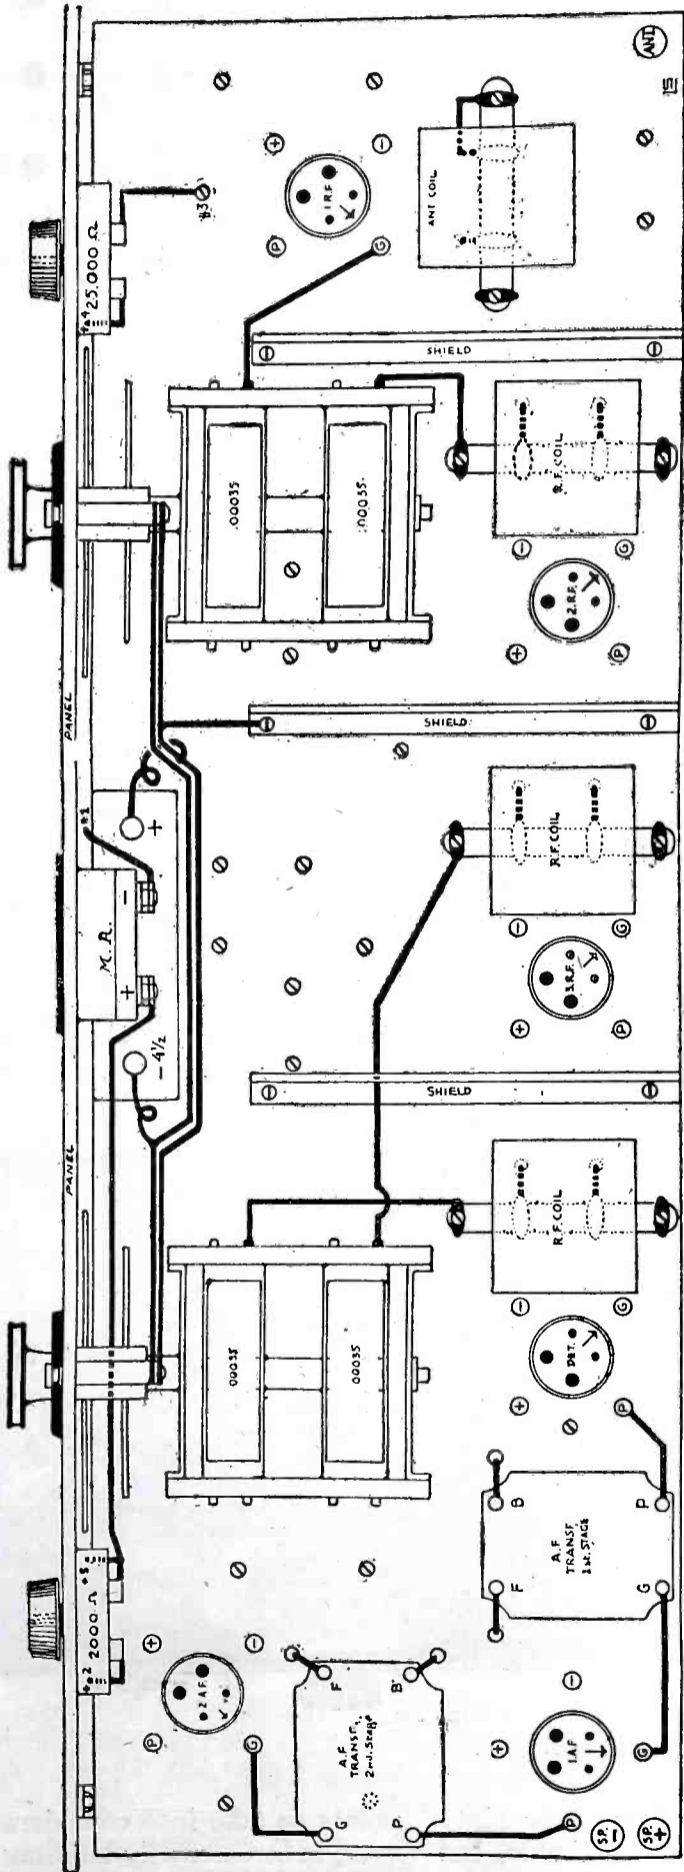 ANT.
15
25,000 Ω
#4
#3
P
+
1 R.F.
−
G
ANT COIL
SHIELD
.00035
.00035
R.F. COIL
−
G
2.R.F.
+
P
PANEL
SHIELD
#1
+
−
M.A.
+
− 4½
R.F. COIL
−
G
3.R.F.
+
P
SHIELD
PANEL
R.F. COIL
−
G
DET.
+
P
.00035
.00035
B
P
A.F
TRANSF.
1 st. STAGE
F
G
2000 Ω
#5
#2
+
−
2 A.F.
P
G
F
B
A.F
TRANSF.
2nd. STAGE
G
P
−
+
1 A.F
G
P
SP.
−
SP.
+